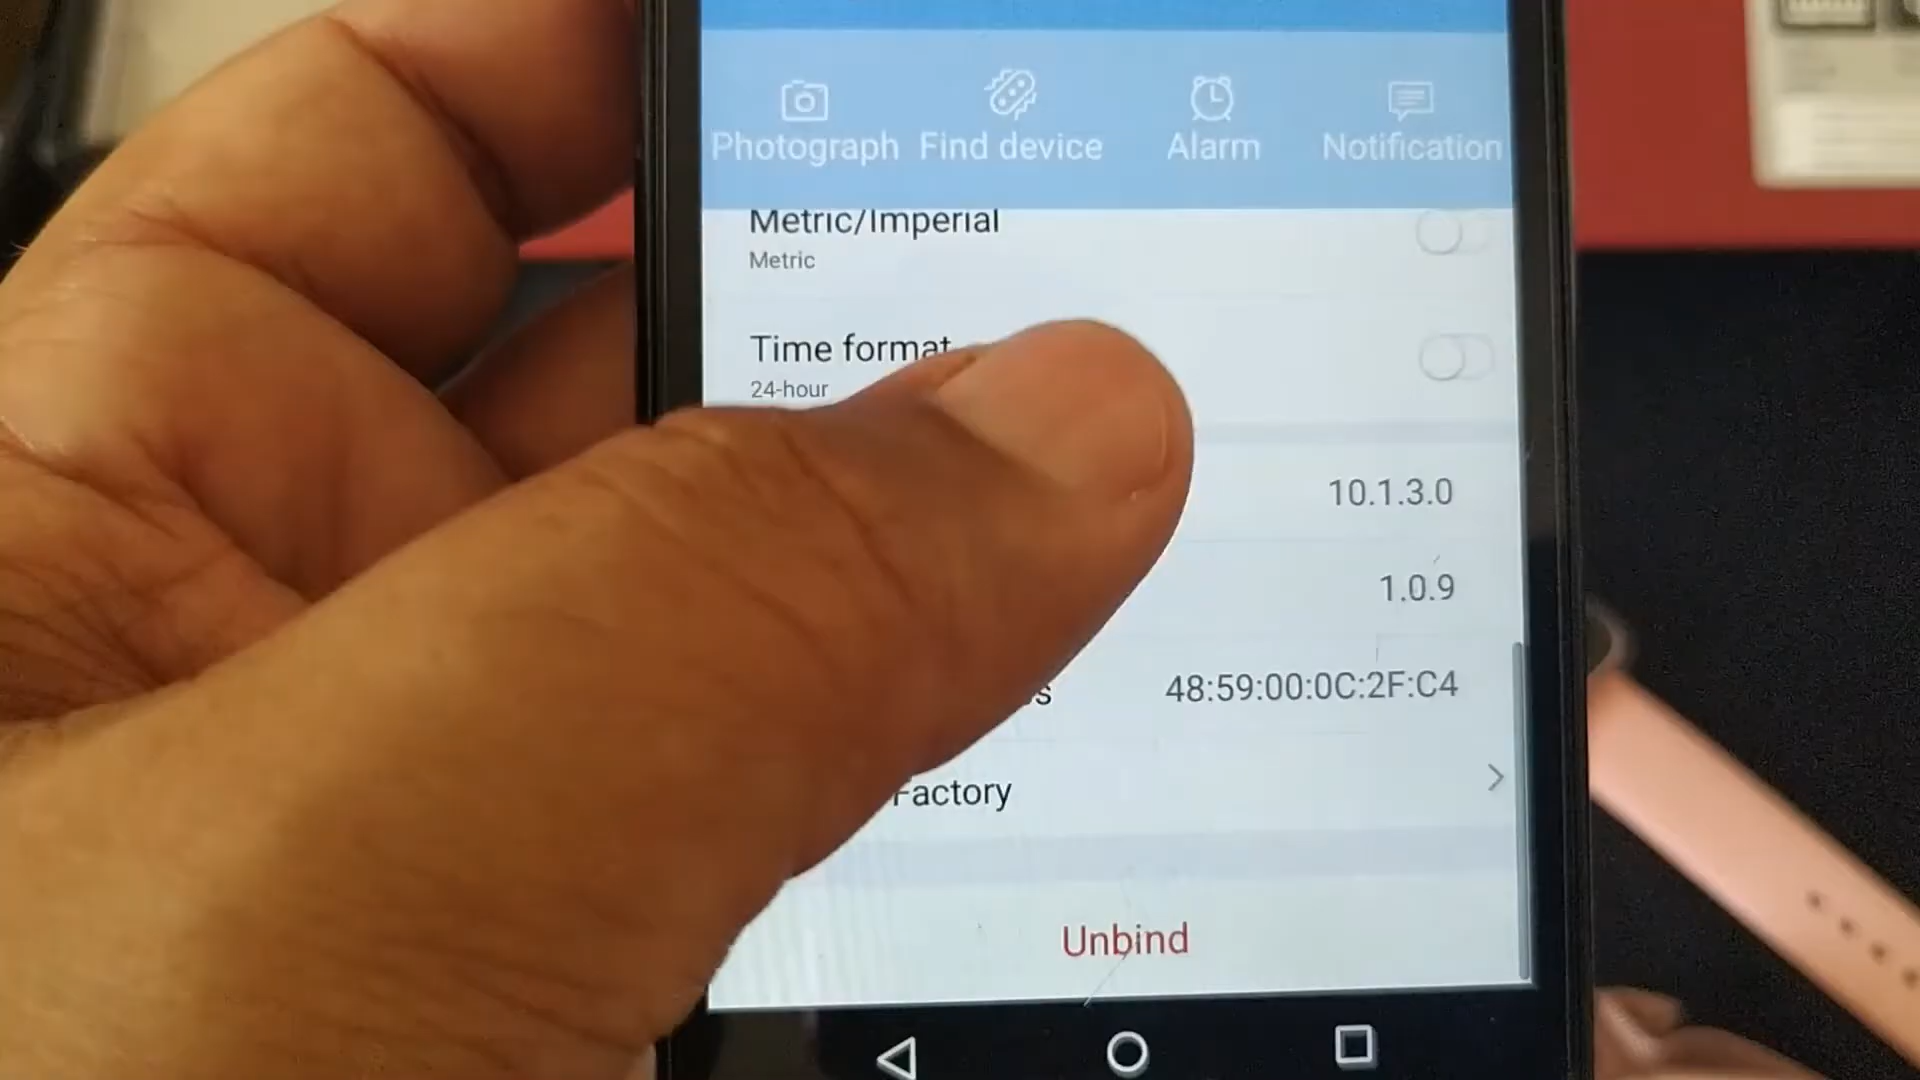 Photograph Find device Alarm Notification
Metric/Imperial
Metric
Time format
24-hour
10.1.3.0
1.0.9
48:59:00:0C:2F:C4
Factory
Unbind